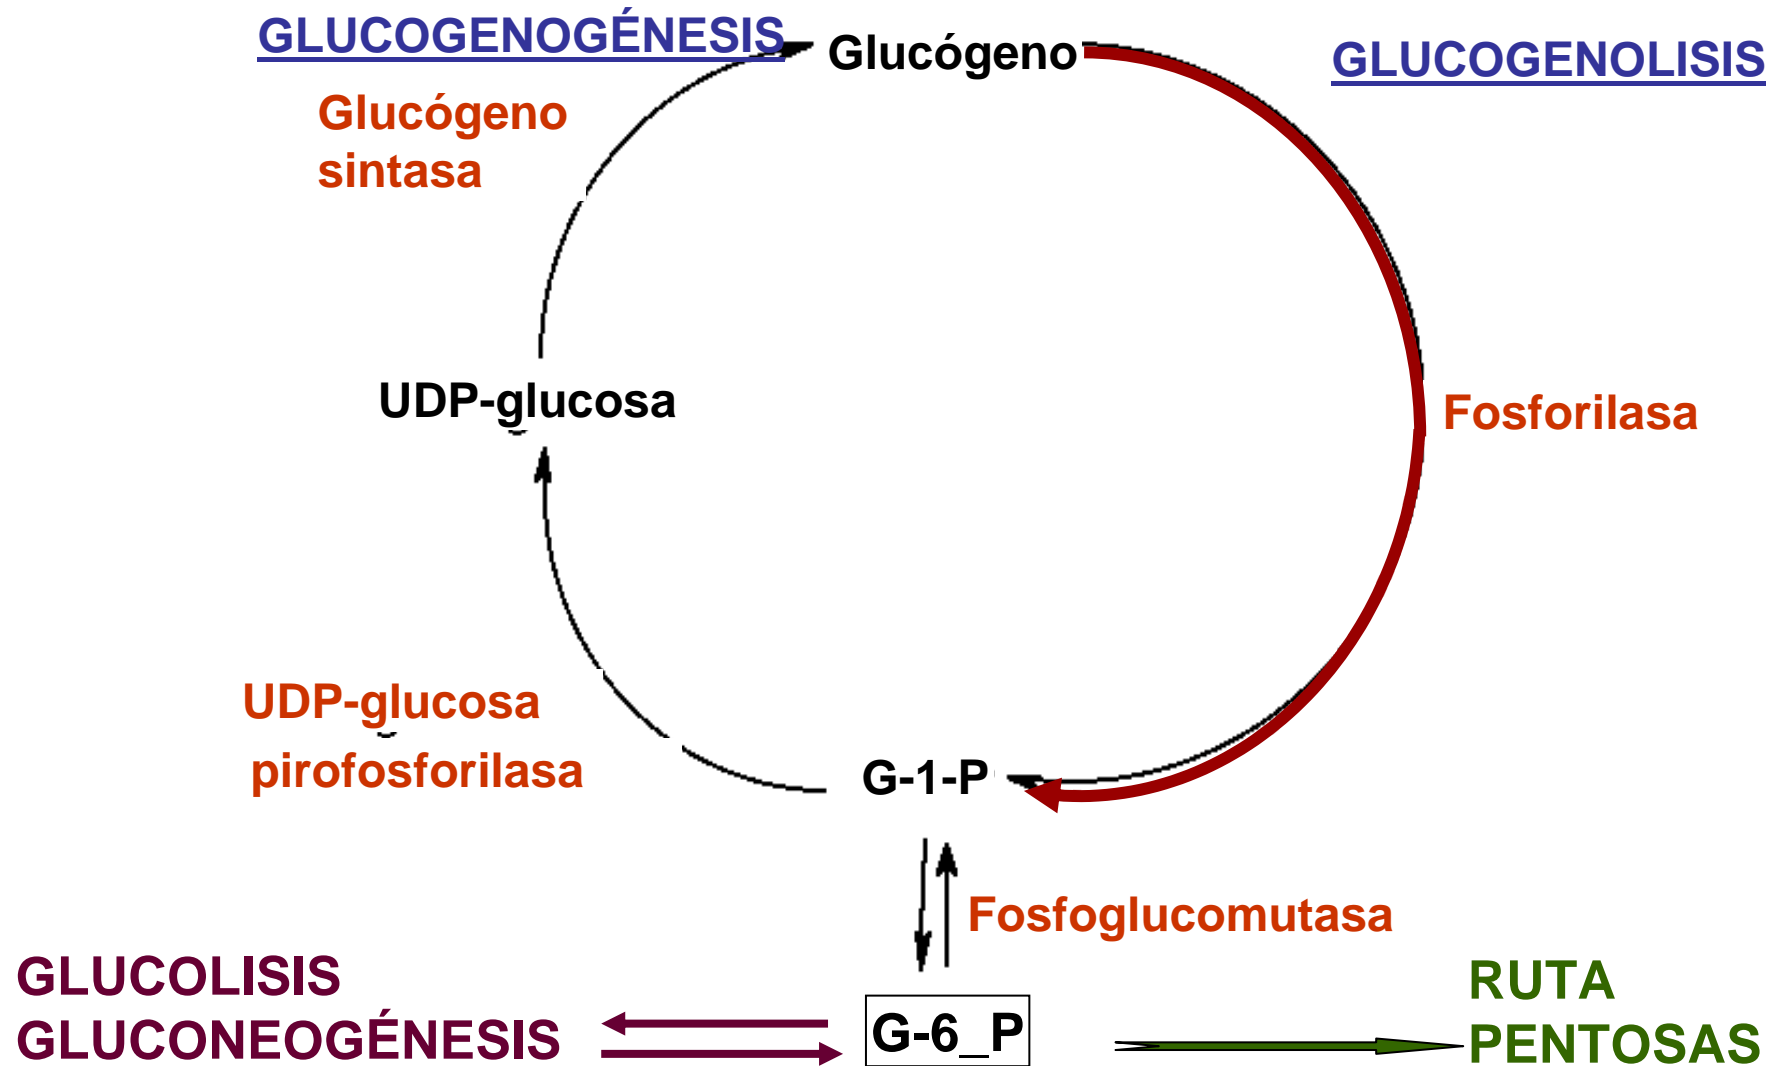 GLUCOGENOGÉNESIS
Glucógeno
GLUCOGENOLISIS
Glucógeno
sintasa
UDP-glucosa
Fosforilasa
UDP-glucosa
pirofosforilasa
G-1-P
Fosfoglucomutasa
GLUCOLISIS
GLUCONEOGÉNESIS
G-6_P
RUTA
PENTOSAS